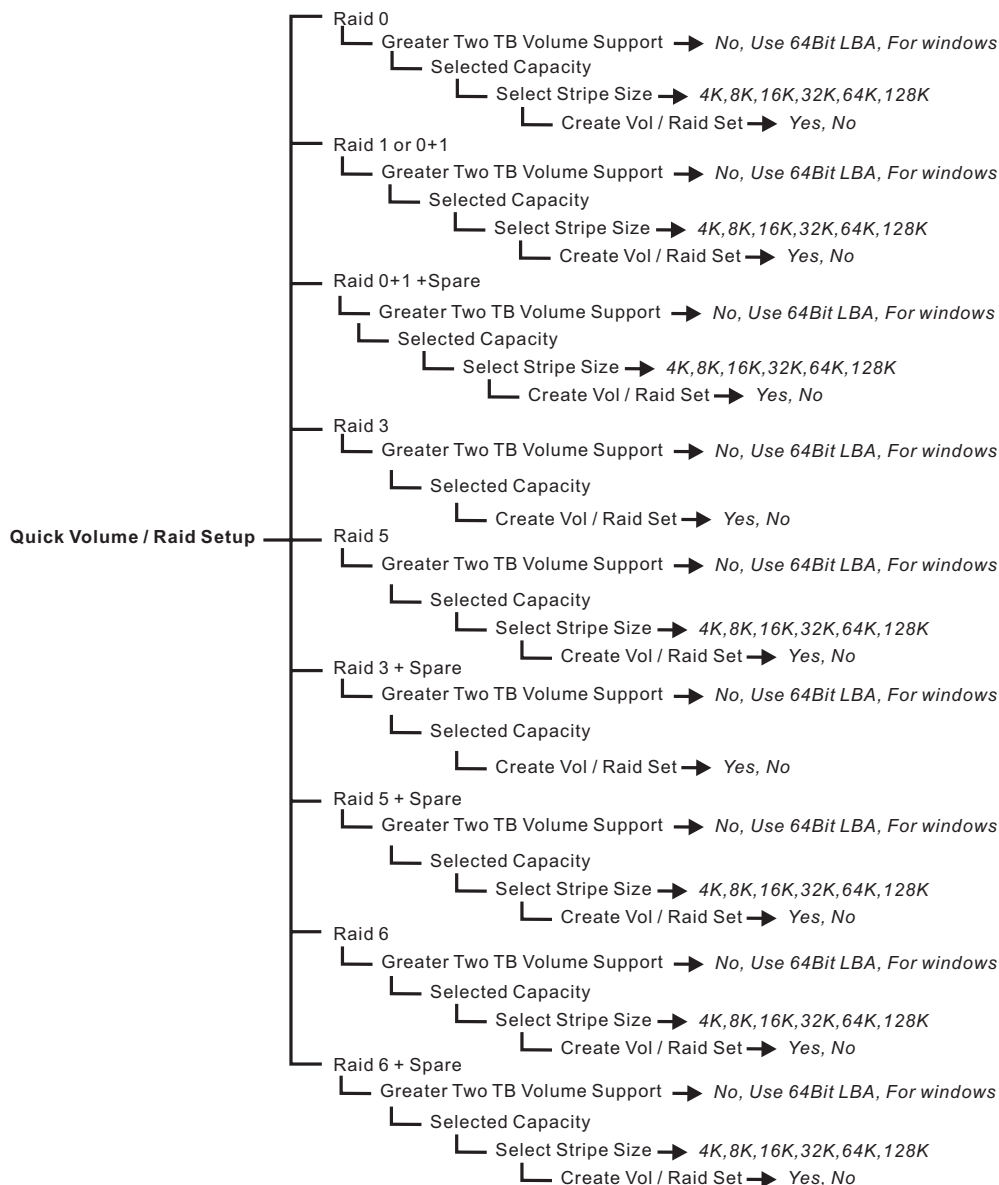 Raid 0
Greater Two TB Volume Support No, Use 64Bit LBA, For windows
Selected Capacity
Select Stripe Size 4K,8K,16K,32K,64K,128K
Create Vol / Raid Set Yes, No
Raid 1 or 0+1
Greater Two TB Volume Support No, Use 64Bit LBA, For windows
Selected Capacity
Select Stripe Size 4K,8K,16K,32K,64K,128K
Create Vol / Raid Set Yes, No
Raid 0+1 +Spare
Greater Two TB Volume Support No, Use 64Bit LBA, For windows
Selected Capacity
Select Stripe Size 4K,8K,16K,32K,64K,128K
Create Vol / Raid Set Yes, No
Raid 3
Greater Two TB Volume Support No, Use 64Bit LBA, For windows
Selected Capacity
Create Vol / Raid Set Yes, No
Quick Volume / Raid Setup Raid 5
Greater Two TB Volume Support No, Use 64Bit LBA, For windows
Selected Capacity
Select Stripe Size 4K,8K,16K,32K,64K,128K
Create Vol / Raid Set Yes, No
Raid 3 + Spare
Greater Two TB Volume Support No, Use 64Bit LBA, For windows
Selected Capacity
Create Vol / Raid Set Yes, No
Raid 5 + Spare
Greater Two TB Volume Support No, Use 64Bit LBA, For windows
Selected Capacity
Select Stripe Size 4K,8K,16K,32K,64K,128K
Create Vol / Raid Set Yes, No
Raid 6
Greater Two TB Volume Support No, Use 64Bit LBA, For windows
Selected Capacity
Select Stripe Size 4K,8K,16K,32K,64K,128K
Create Vol / Raid Set Yes, No
Raid 6 + Spare
Greater Two TB Volume Support No, Use 64Bit LBA, For windows
Selected Capacity
Select Stripe Size 4K,8K,16K,32K,64K,128K
Create Vol / Raid Set Yes, No